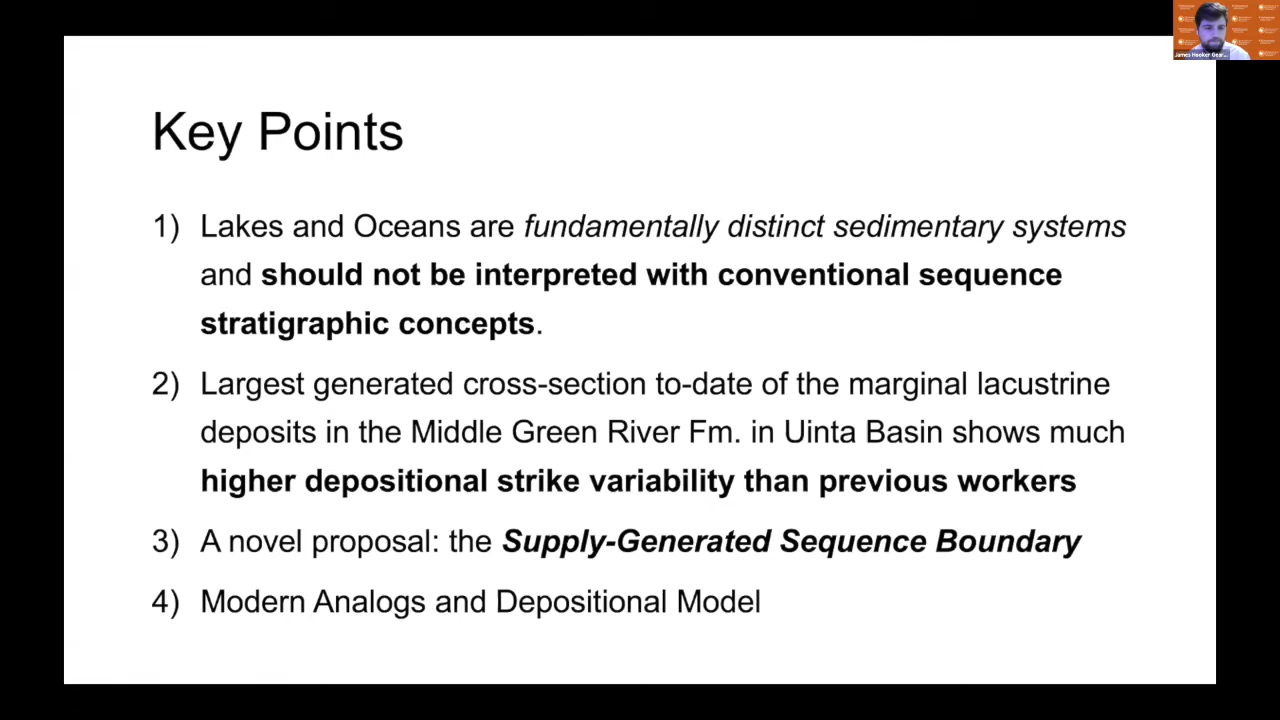 Key Points
1) Lakes and Oceans are fundamentally distinct sedimentary systems
and should not be interpreted with conventional sequence
stratigraphic concepts.
2) Largest generated cross-section to-date of the marginal lacustrine
deposits in the Middle Green River Fm. in Uinta Basin shows much
higher depositional strike variability than previous workers
3) A novel proposal: the Supply-Generated Sequence Boundary
4) Modern Analogs and Depositional Model
James Hooker Gear...